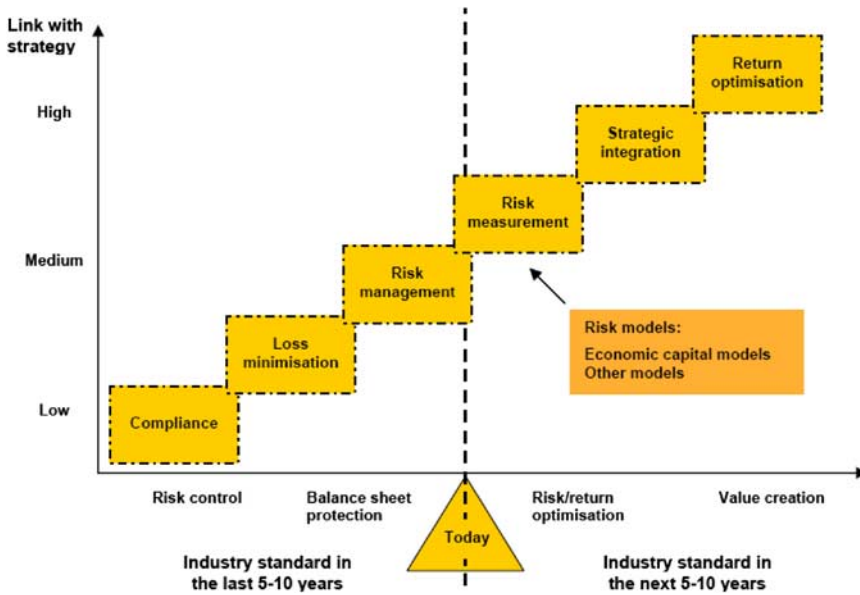 Link with
strategy
High
Medium
Low
Return
optimisation
Strategic
integration
Risk
measurement
Risk
management
Loss
minimisation
Compliance
Risk models:
Economic capital models
Other models
Risk control
Balance sheet
protection
Risk/return
optimisation
Value creation
Today
Industry standard in
the last 5-10 years
Industry standard in
the next 5-10 years